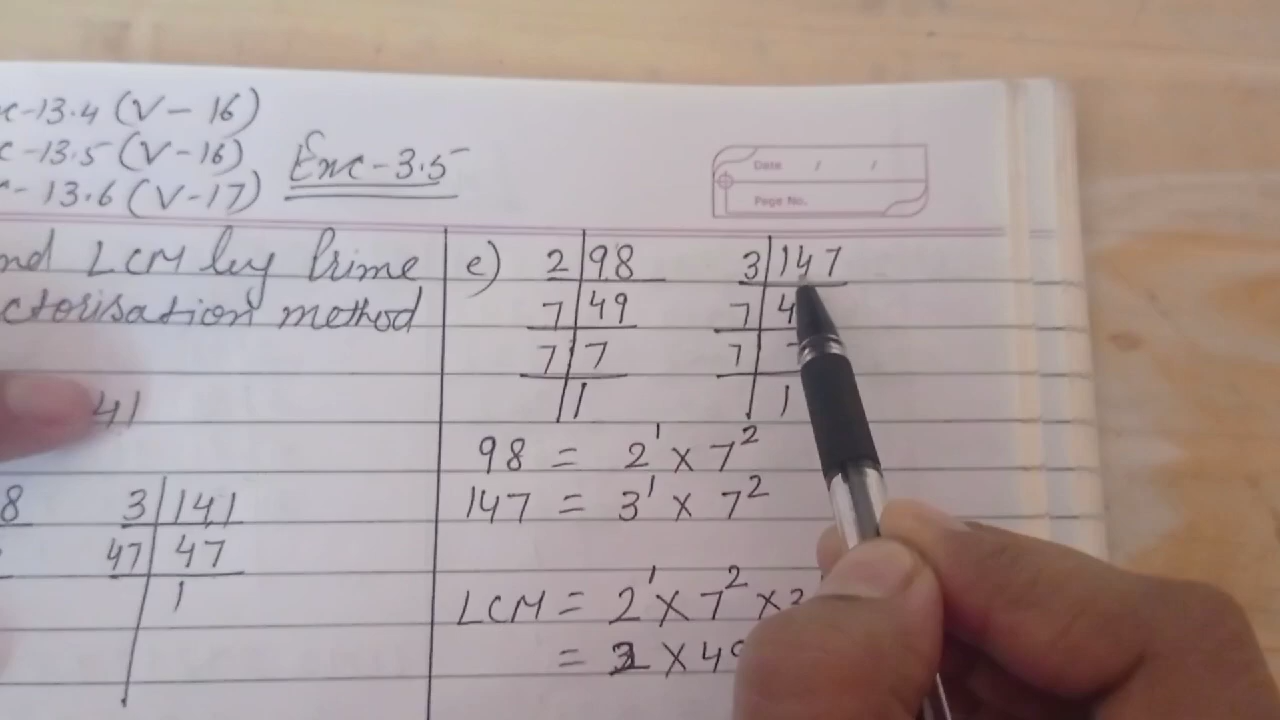 -13.4 (V-16)
-13.5 (V-16) Exc-3.5
- 13.6 (V-17)
Date / /
Page No.
LCM by Prime
method
41
8 3 | 141
47 | 47
1
e) 2 | 98 3 | 147
7 | 49 7 | 4
7 | 7 7 |
1 1
98 = 2¹ × 7²
147 = 3¹ × 7²
LCM = 2¹ × 7² × 3
= 2 × 49